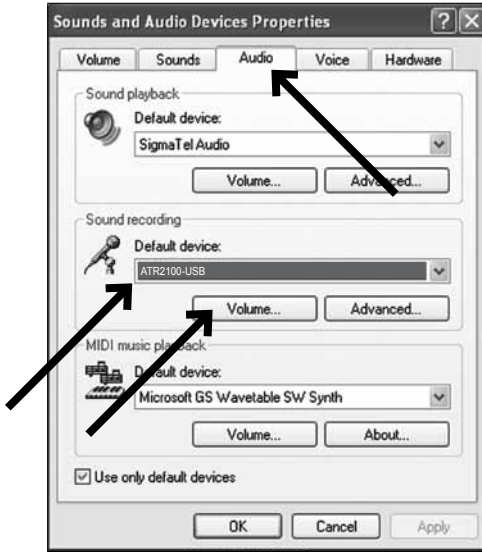 Sounds and Audio Devices Properties ? X
Volume Sounds Audio Voice Hardware
Sound playback
Default device:
SigmaTel Audio
Volume... Advanced...
Sound recording
Default device:
ATR2100-USB
Volume... Advanced...
MIDI music playback
Default device:
Microsoft GS Wavetable SW Synth
Volume... About...
Use only default devices
OK Cancel Apply